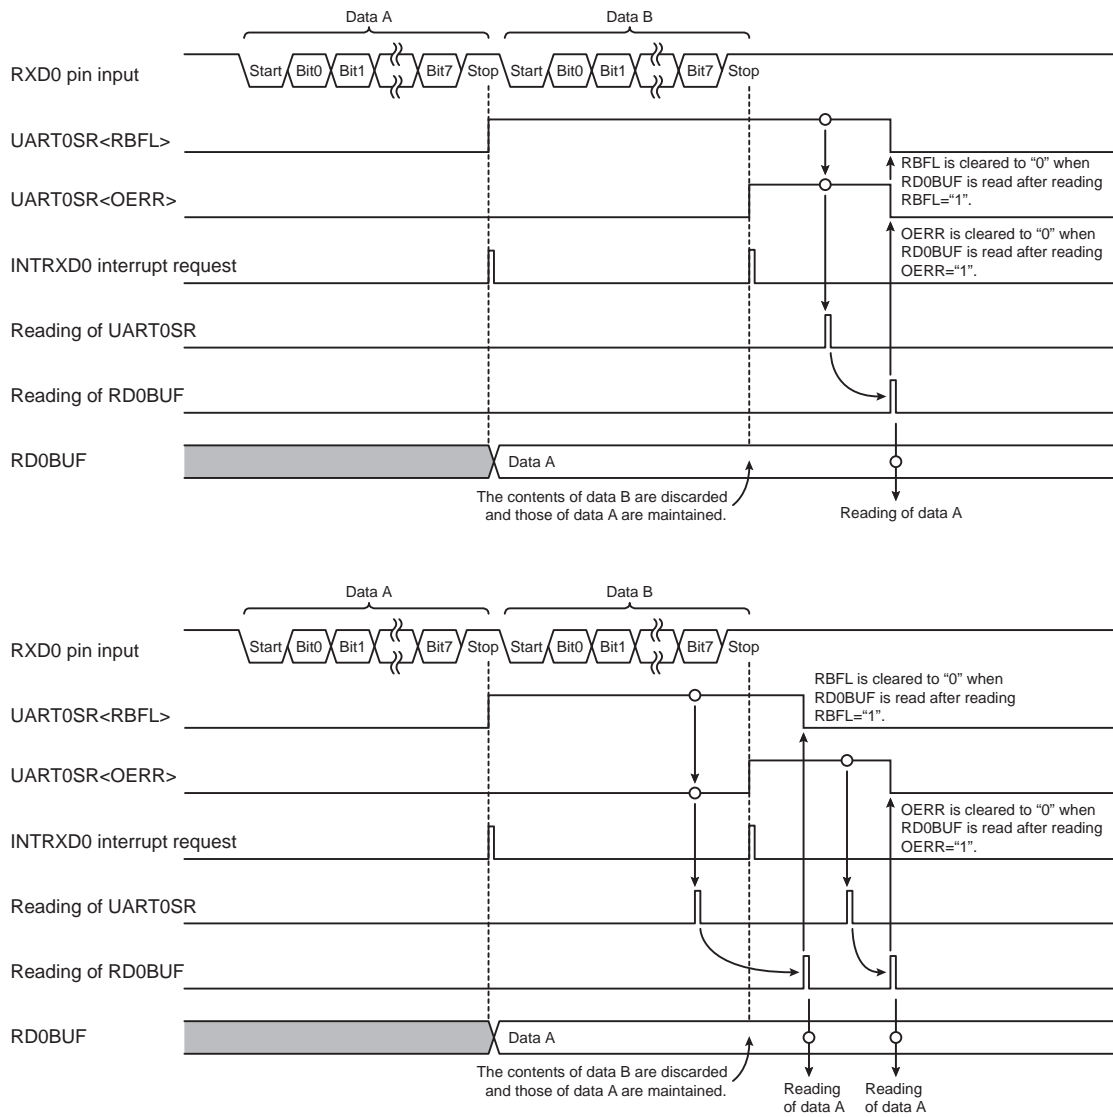 Data A
Data B
RXD0 pin input
Start
Bit0
Bit1
Bit7
Stop
Start
Bit0
Bit1
Bit7
Stop
UART0SR<RBFL>
RBFL is cleared to “0” when
RD0BUF is read after reading
RBFL=“1”.
UART0SR<OERR>
OERR is cleared to “0” when
RD0BUF is read after reading
OERR=“1”.
INTRXD0 interrupt request
Reading of UART0SR
Reading of RD0BUF
RD0BUF
Data A
The contents of data B are discarded
and those of data A are maintained.
Reading of data A
Data A
Data B
RXD0 pin input
Start
Bit0
Bit1
Bit7
Stop
Start
Bit0
Bit1
Bit7
Stop
RBFL is cleared to “0” when
RD0BUF is read after reading
RBFL=“1”.
UART0SR<RBFL>
UART0SR<OERR>
OERR is cleared to “0” when
RD0BUF is read after reading
OERR=“1”.
INTRXD0 interrupt request
Reading of UART0SR
Reading of RD0BUF
RD0BUF
Data A
The contents of data B are discarded
and those of data A are maintained.
Reading
of data A
Reading
of data A